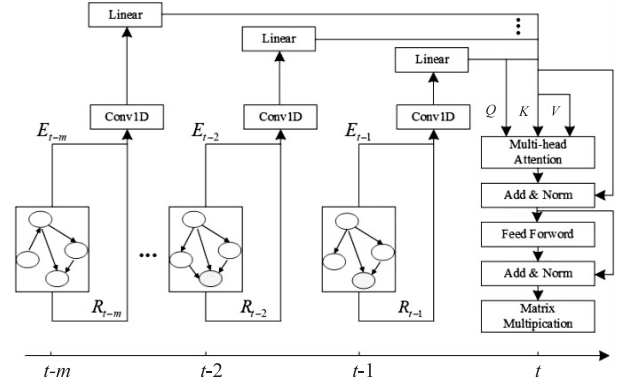 Linear
Linear
Linear
Conv1D
Conv1D
Conv1D
Q
K
V
E_{t-m}
E_{t-2}
E_{t-1}
Multi-head
Attention
Add & Norm
Feed Forword
Add & Norm
Matrix
Multipication
...
R_{t-m}
R_{t-2}
R_{t-1}
t-m
t-2
t-1
t